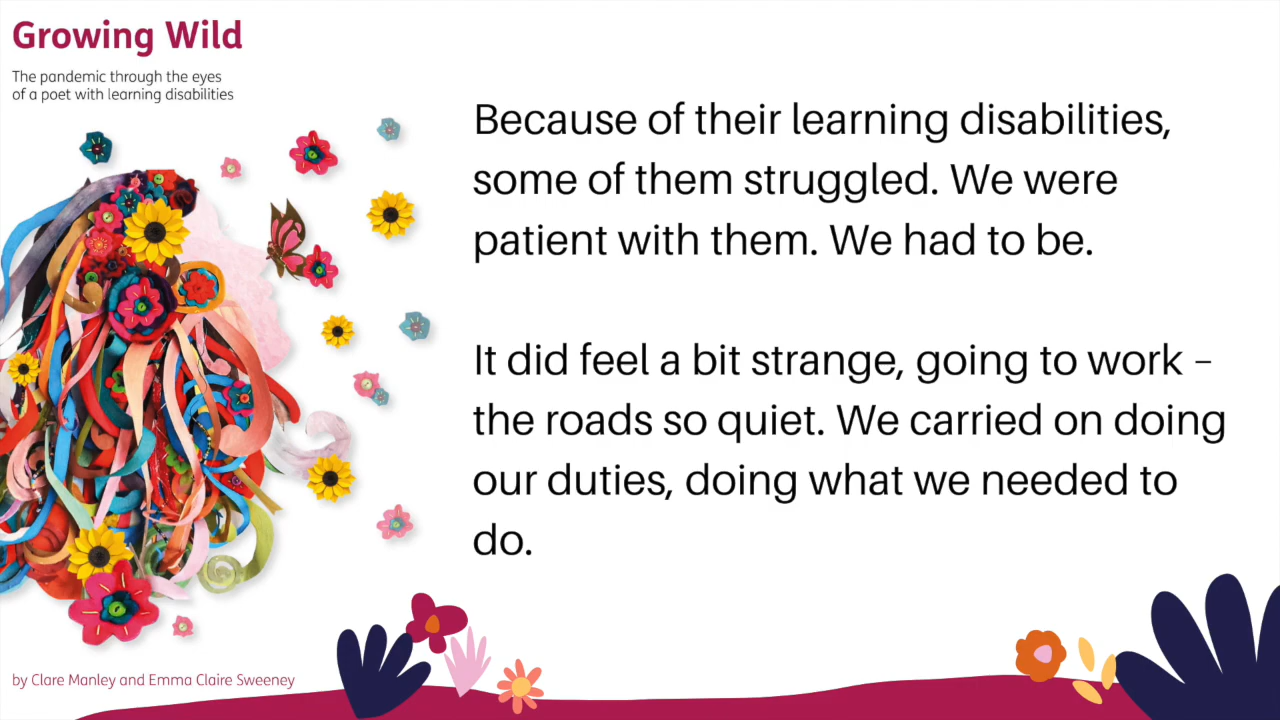 Growing Wild
The pandemic through the eyes
of a poet with learning disabilities
Because of their learning disabilities,
some of them struggled. We were
patient with them. We had to be.
It did feel a bit strange, going to work –
the roads so quiet. We carried on doing
our duties, doing what we needed to
do.
by Clare Manley and Emma Claire Sweeney